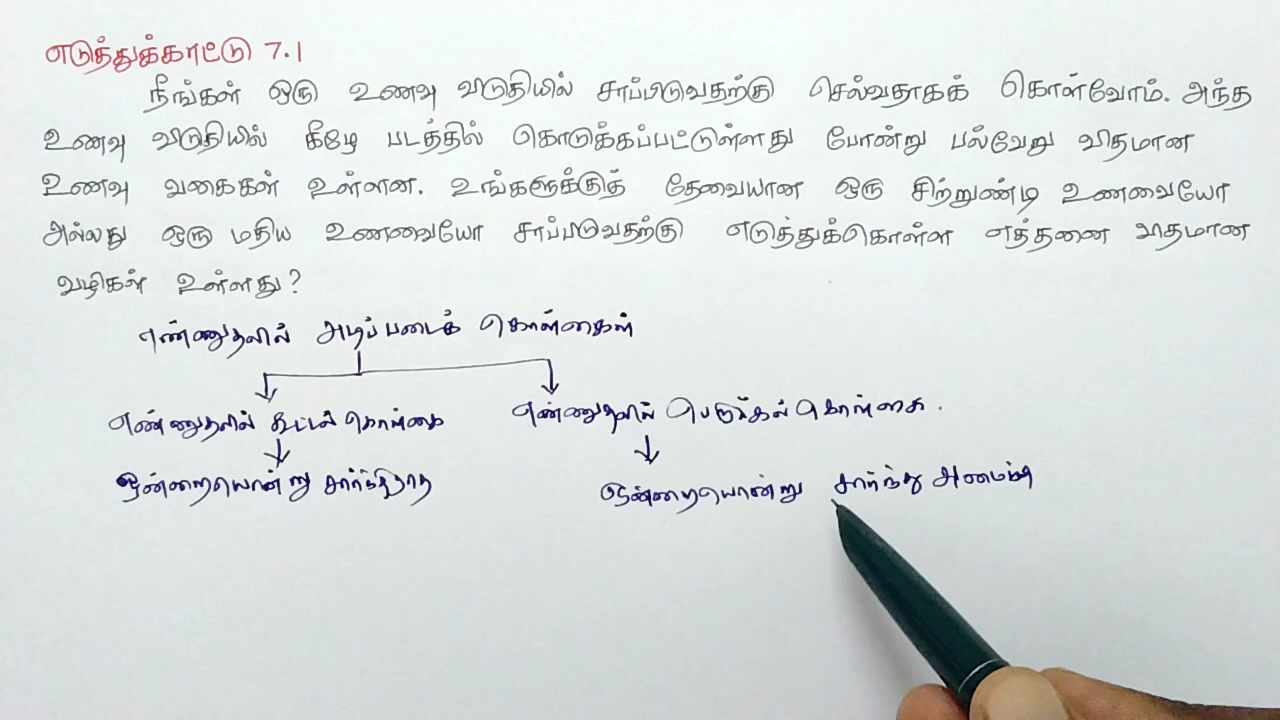 எடுத்துக்காட்டு 7.1
நீங்கள் ஒரு உணவு விடுதியில் சாப்பிடுவதற்கு செல்வதாகக் கொள்வோம். அந்த
உணவு விடுதியில் கீழே படத்தில் கொடுக்கப்பட்டுள்ளது போன்று பல்வேறு விதமான
உணவு வகைகள் உள்ளன. உங்களுக்குத் தேவையான ஒரு சிற்றுண்டி உணவையோ
அல்லது ஒரு மதிய உணவையோ சாப்பிடுவதற்கு எடுத்துக்கொள்ள எத்தனை விதமான
வழிகள் உள்ளது?
எண்ணுதலில் அடிப்படைக் கொள்கைகள்
எண்ணுதலில் கூட்டல் கொள்கை எண்ணுதலில் பெருக்கல் கொள்கை.
ஒன்றையொன்று சார்ந்திராத ஒன்றையொன்று சார்ந்து